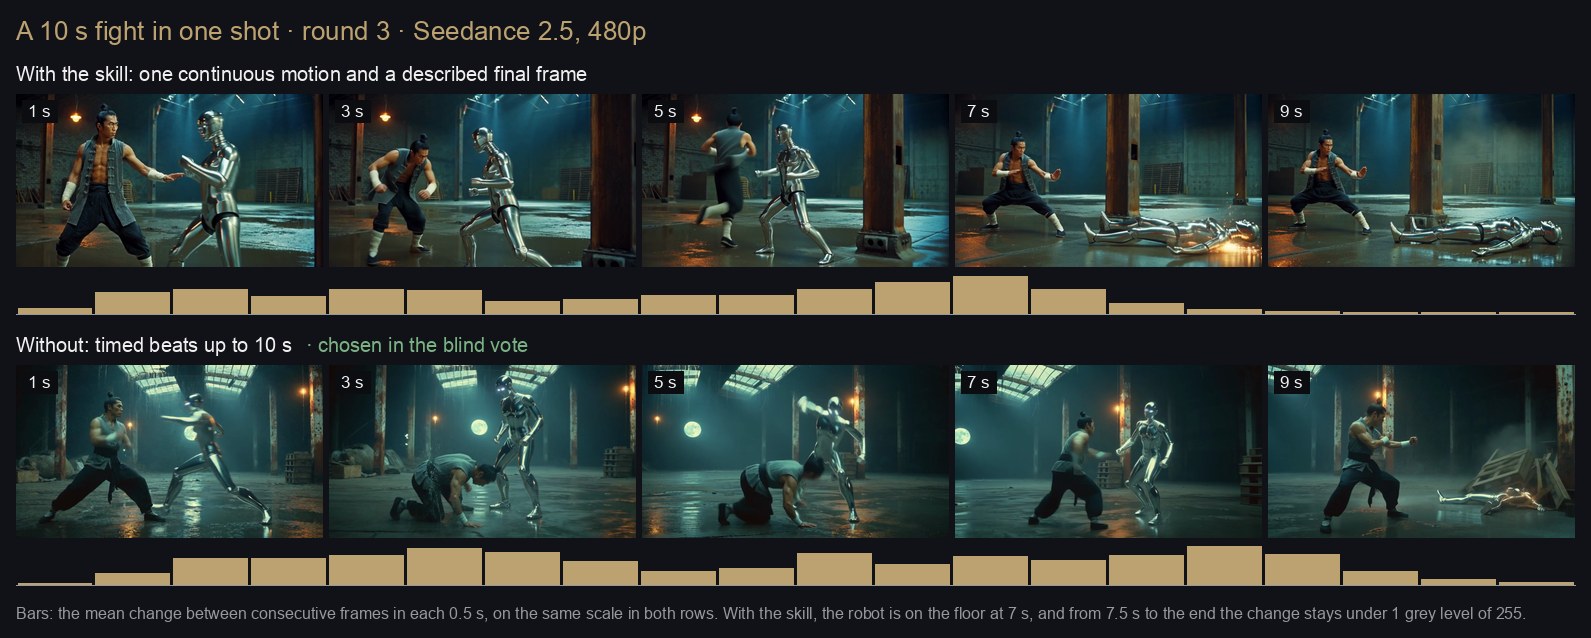 A 10 s fight in one shot · round 3 · Seedance 2.5, 480p
With the skill: one continuous motion and a described final frame
1 s
3 s
5 s
7 s
9 s
Without: timed beats up to 10 s · chosen in the blind vote
1 s
3 s
5 s
7 s
9 s
Bars: the mean change between consecutive frames in each 0.5 s, on the same scale in both rows. With the skill, the robot is on the floor at 7 s, and from 7.5 s to the end the change stays under 1 grey level of 255.